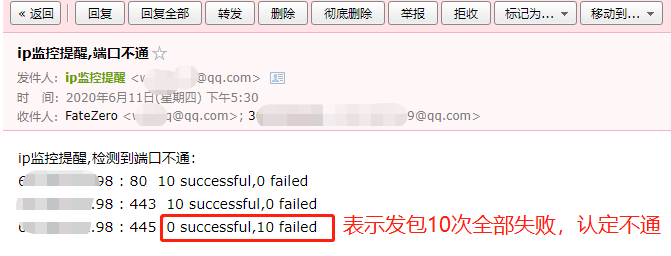 « 返回 回复 回复全部 转发 删除 彻底删除 举报 拒收 标记为... 移动到...
ip监控提醒,端口不通
发件人： ip监控提醒 <w @qq.com>
时 间： 2020年6月11日(星期四) 下午5:30
收件人： FateZero <w q@qq.com>; 3 9@qq.com>
ip监控提醒,检测到端口不通:
6 .98 : 80 10 successful,0 failed
.98 : 443 10 successful,0 failed
6 .98 : 445 0 successful,10 failed 表示发包10次全部失败，认定不通